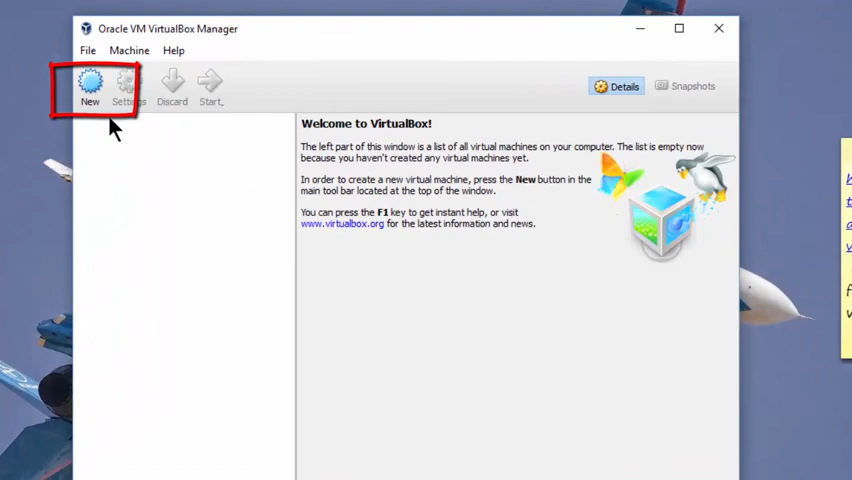 Oracle VM VirtualBox Manager
File Machine Help
New Settings Discard Start
Details Snapshots
Welcome to VirtualBox!
The left part of this window is a list of all virtual machines on your computer. The list is empty now
because you haven't created any virtual machines yet.
In order to create a new virtual machine, press the New button in the
main tool bar located at the top of the window.
You can press the F1 key to get instant help, or visit
www.virtualbox.org for the latest information and news.